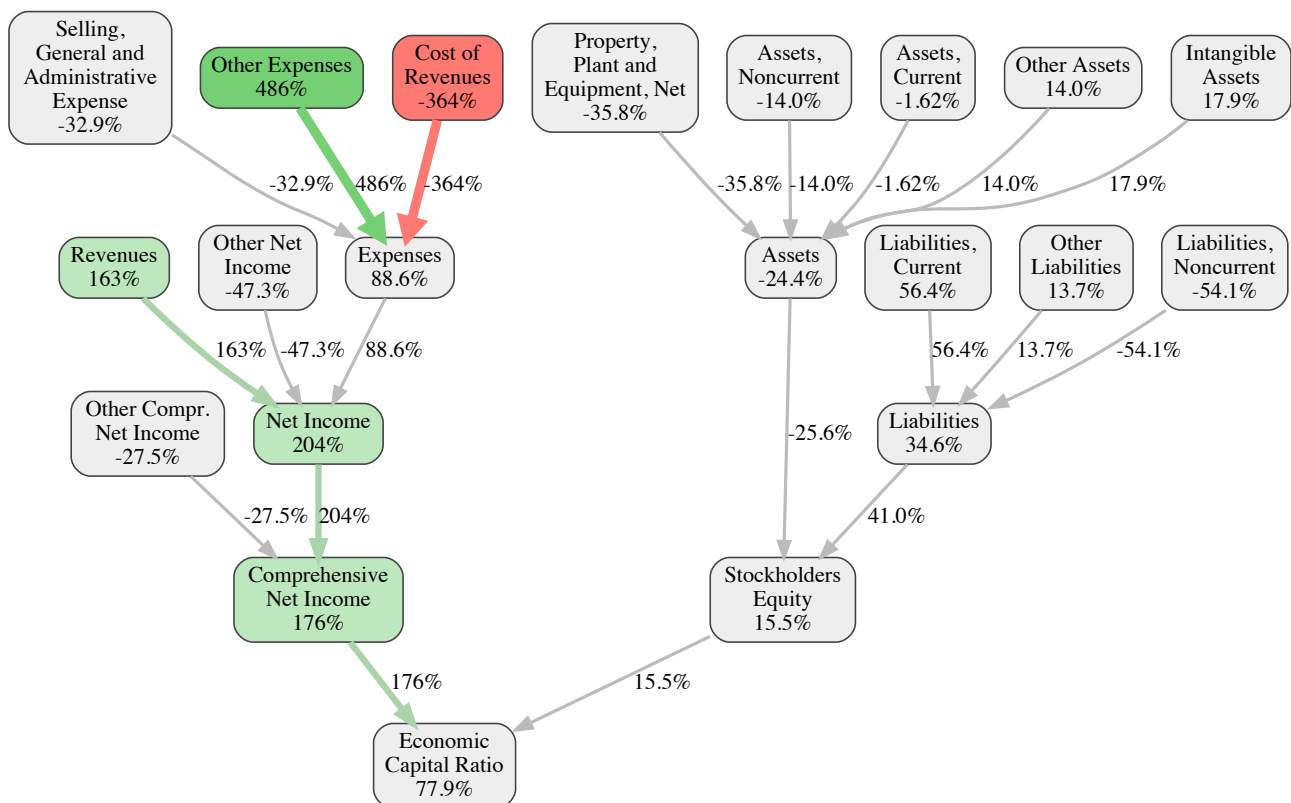 Selling,
General and
Administrative
Expense
-32.9%
Other Expenses
486%
Cost of
Revenues
-364%
Property,
Plant and
Equipment, Net
-35.8%
Assets,
Noncurrent
-14.0%
Assets,
Current
-1.62%
Other Assets
14.0%
Intangible
Assets
17.9%
-32.9%
486%
-364%
-35.8%
-14.0%
-1.62%
14.0%
17.9%
Revenues
163%
Other Net
Income
-47.3%
Expenses
88.6%
Assets
-24.4%
Liabilities,
Current
56.4%
Other
Liabilities
13.7%
Liabilities,
Noncurrent
-54.1%
163%
-47.3%
88.6%
56.4%
13.7%
-54.1%
Other Compr.
Net Income
-27.5%
Net Income
204%
-25.6%
Liabilities
34.6%
-27.5%
204%
41.0%
Comprehensive
Net Income
176%
Stockholders
Equity
15.5%
176%
15.5%
Economic
Capital Ratio
77.9%